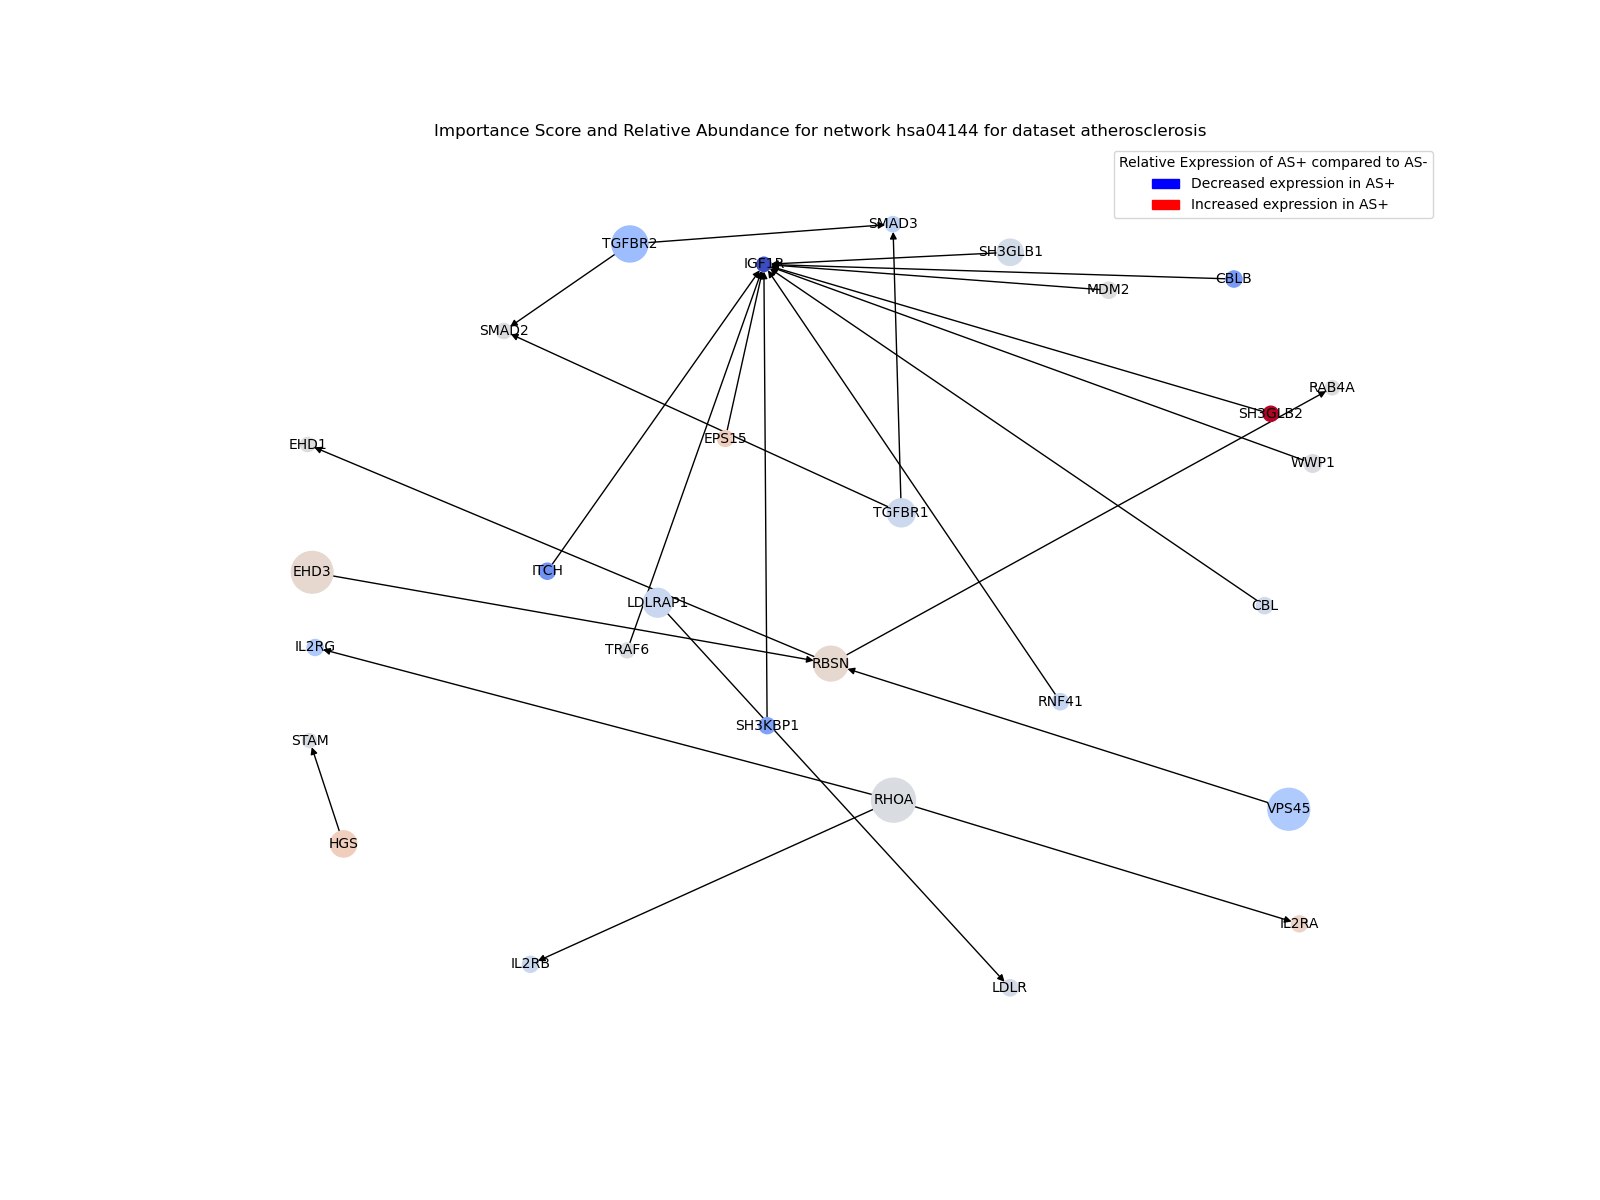 Importance Score and Relative Abundance for network hsa04144 for dataset atherosclerosis
Relative Expression of AS+ compared to AS-
Decreased expression in AS+
Increased expression in AS+
SMAD3
TGFBR2
SH3GLB1
IGF1R
CBLB
MDM2
SMAD2
RAB4A
SH3GLB2
EPS15
EHD1
WWP1
TGFBR1
EHD3
ITCH
LDLRAP1
CBL
IL2RG
TRAF6
RBSN
RNF41
SH3KBP1
STAM
RHOA
VPS45
HGS
IL2RA
IL2RB
LDLR